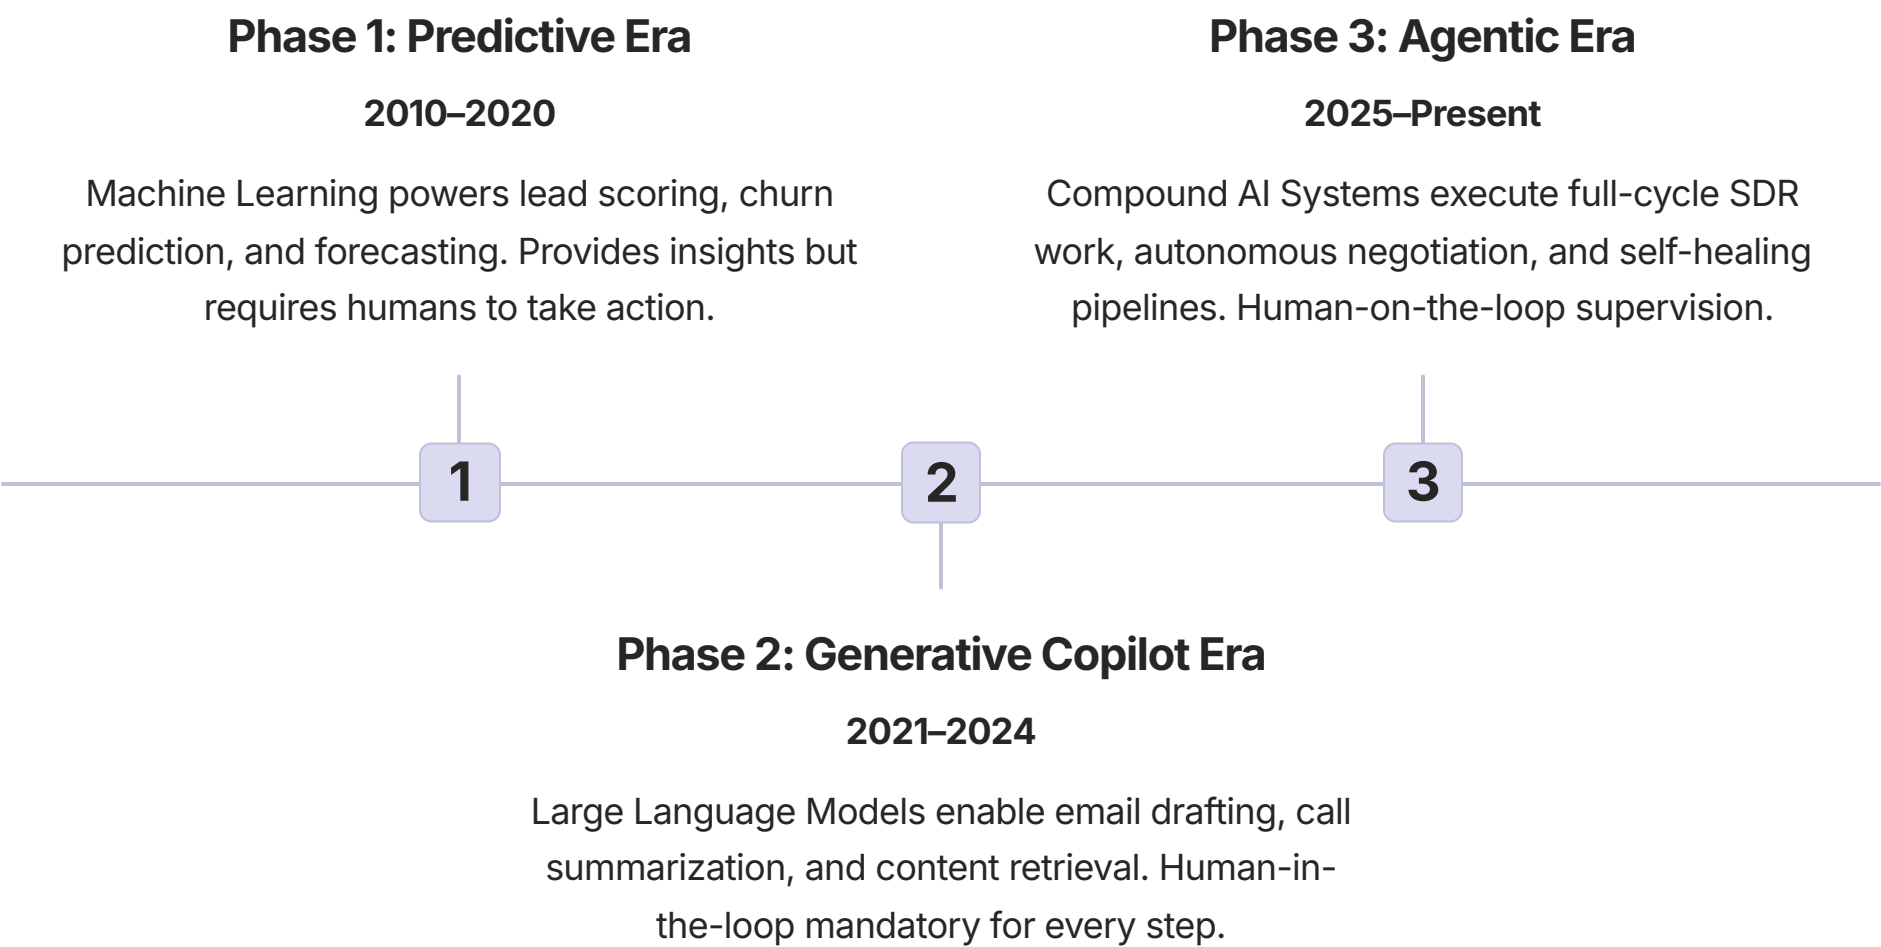 Phase 1: Predictive Era
2010–2020
Machine Learning powers lead scoring, churn
prediction, and forecasting. Provides insights but
requires humans to take action.
Phase 3: Agentic Era
2025–Present
Compound AI Systems execute full-cycle SDR
work, autonomous negotiation, and self-healing
pipelines. Human-on-the-loop supervision.
1
2
3
Phase 2: Generative Copilot Era
2021–2024
Large Language Models enable email drafting, call
summarization, and content retrieval. Human-in-
the-loop mandatory for every step.